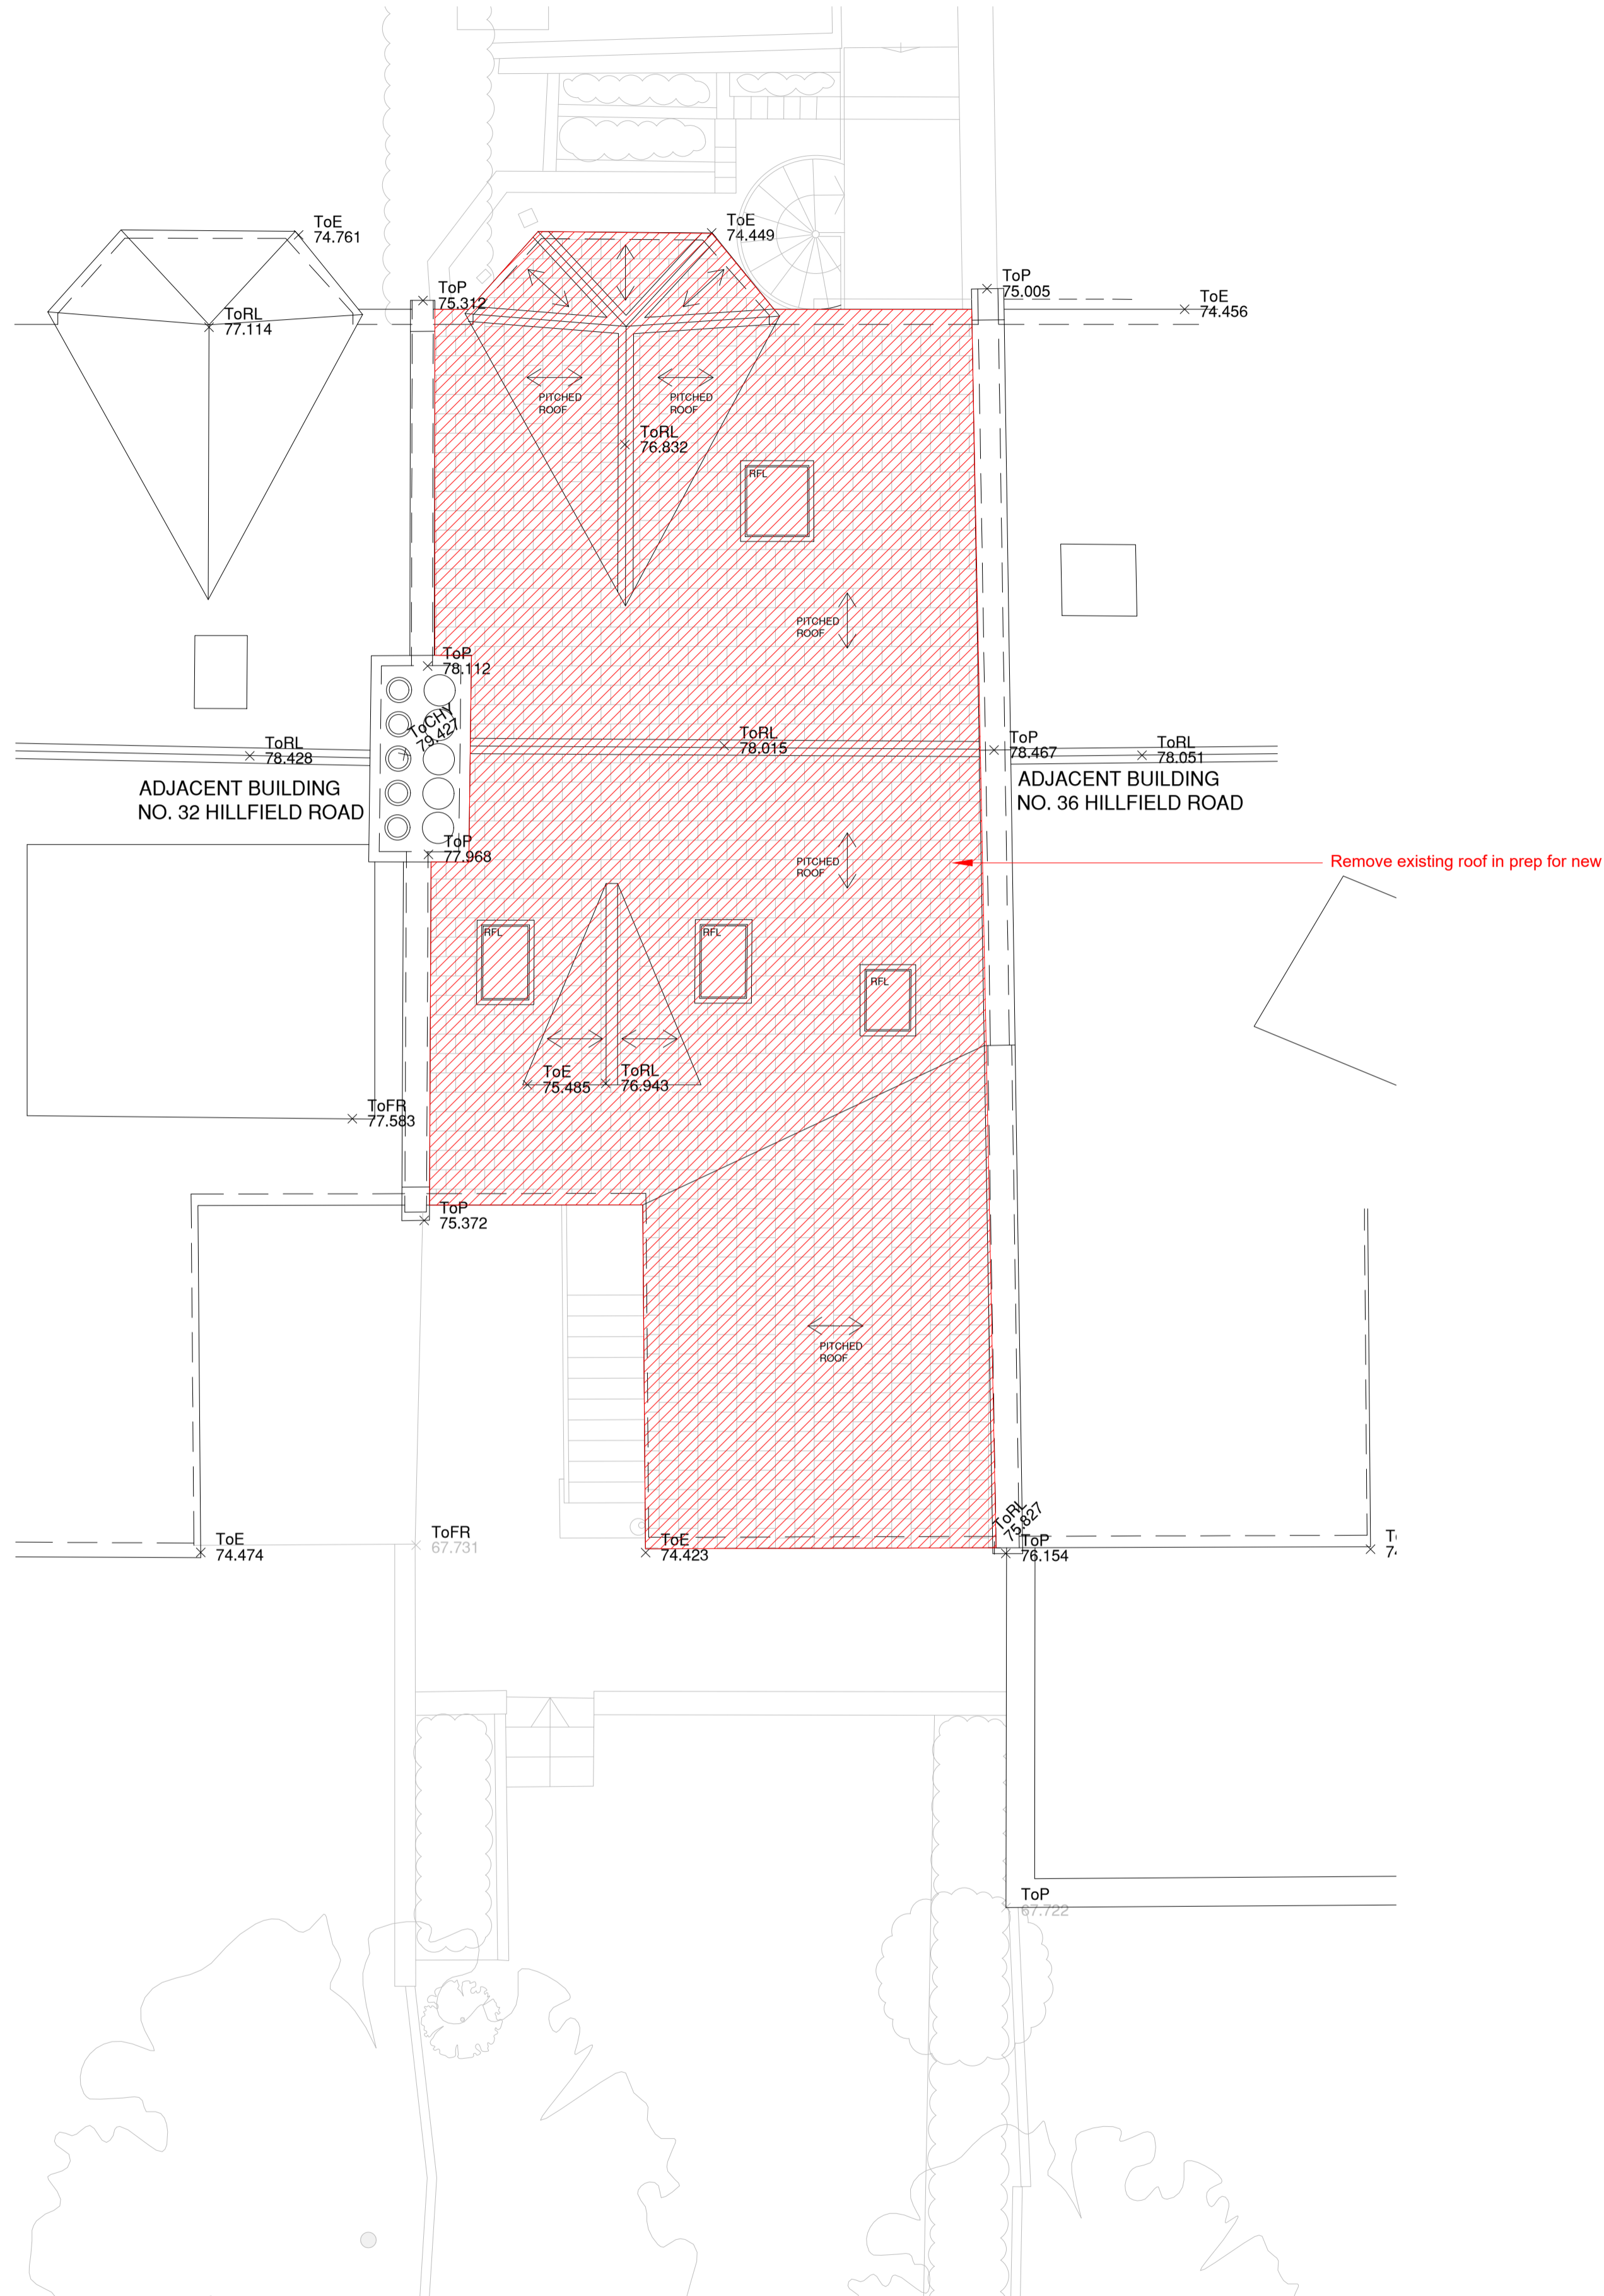 ToE
74.761
ToE
74.449
ToP
75.312
ToP
75.005
ToE
74.456
ToRL
77.114
PITCHED
ROOF
PITCHED
ROOF
ToRL
76.832
RFL
PITCHED
ROOF
ToP
78.112
ToCHY
79.427
ToRL
78.428
ToRL
78.015
ToP
78.467
ToRL
78.051
ADJACENT BUILDING
NO. 32 HILLFIELD ROAD
ADJACENT BUILDING
NO. 36 HILLFIELD ROAD
ToP
77.968
PITCHED
ROOF
Remove existing roof in prep for new
RFL
RFL
RFL
ToE
75.485
ToRL
76.943
ToFR
77.583
ToP
75.372
PITCHED
ROOF
ToRL
75.827
ToE
74.474
ToFR
67.731
ToE
74.423
ToP
76.154
ToP
67.722